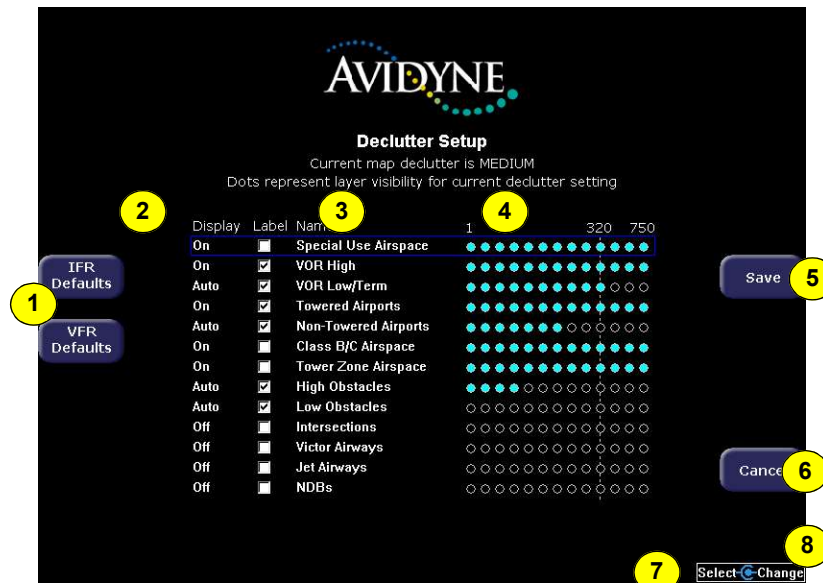 AVIDYNE
Declutter Setup
Current map declutter is MEDIUM
Dots represent layer visibility for current declutter setting
2 3 4
Display Label 1 320 750
On Special Use Airspace
On VOR High
Auto VOR Low/Term
On Towered Airports
Auto Non-Towered Airports
On Class B/C Airspace
On Tower Zone Airspace
Auto High Obstacles
Auto Low Obstacles
Off Intersections
Off Victor Airways
Off Jet Airways
Off NDBs
IFR
Defaults
1
VFR
Defaults
Save 5
6
8
7
Select Change